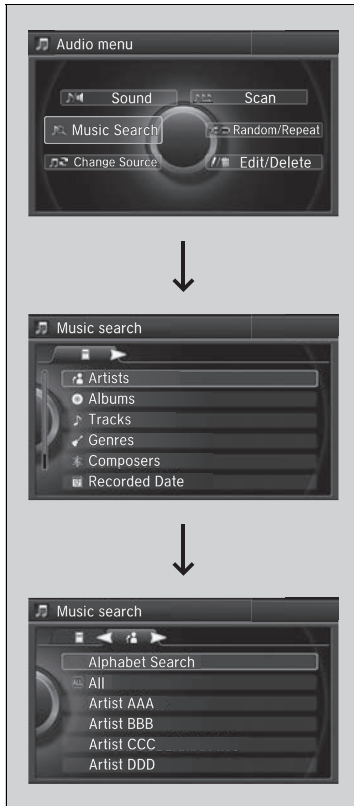 Audio menu
Sound
Scan
Music Search
Random/Repeat
Change Source
Edit/Delete
Music search
Artists
Albums
Tracks
Genres
Composers
Recorded Date
Music search
Alphabet Search
All
Artist AAA
Artist BBB
Artist CCC
Artist DDD